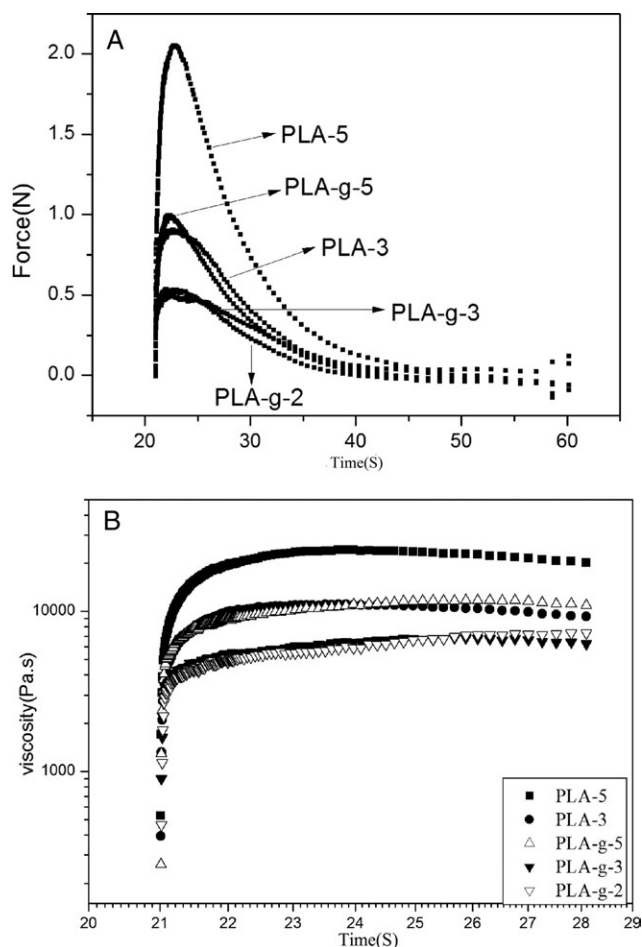 A
2.0
1.5
1.0
0.5
0.0
Force(N)
PLA-5
PLA-g-5
PLA-3
PLA-g-3
PLA-g-2
20
30
40
50
60
Time(S)
B
10000
1000
viscosity(Pa.s)
PLA-5
PLA-3
PLA-g-5
PLA-g-3
PLA-g-2
20
21
22
23
24
25
26
27
28
29
Time(S)